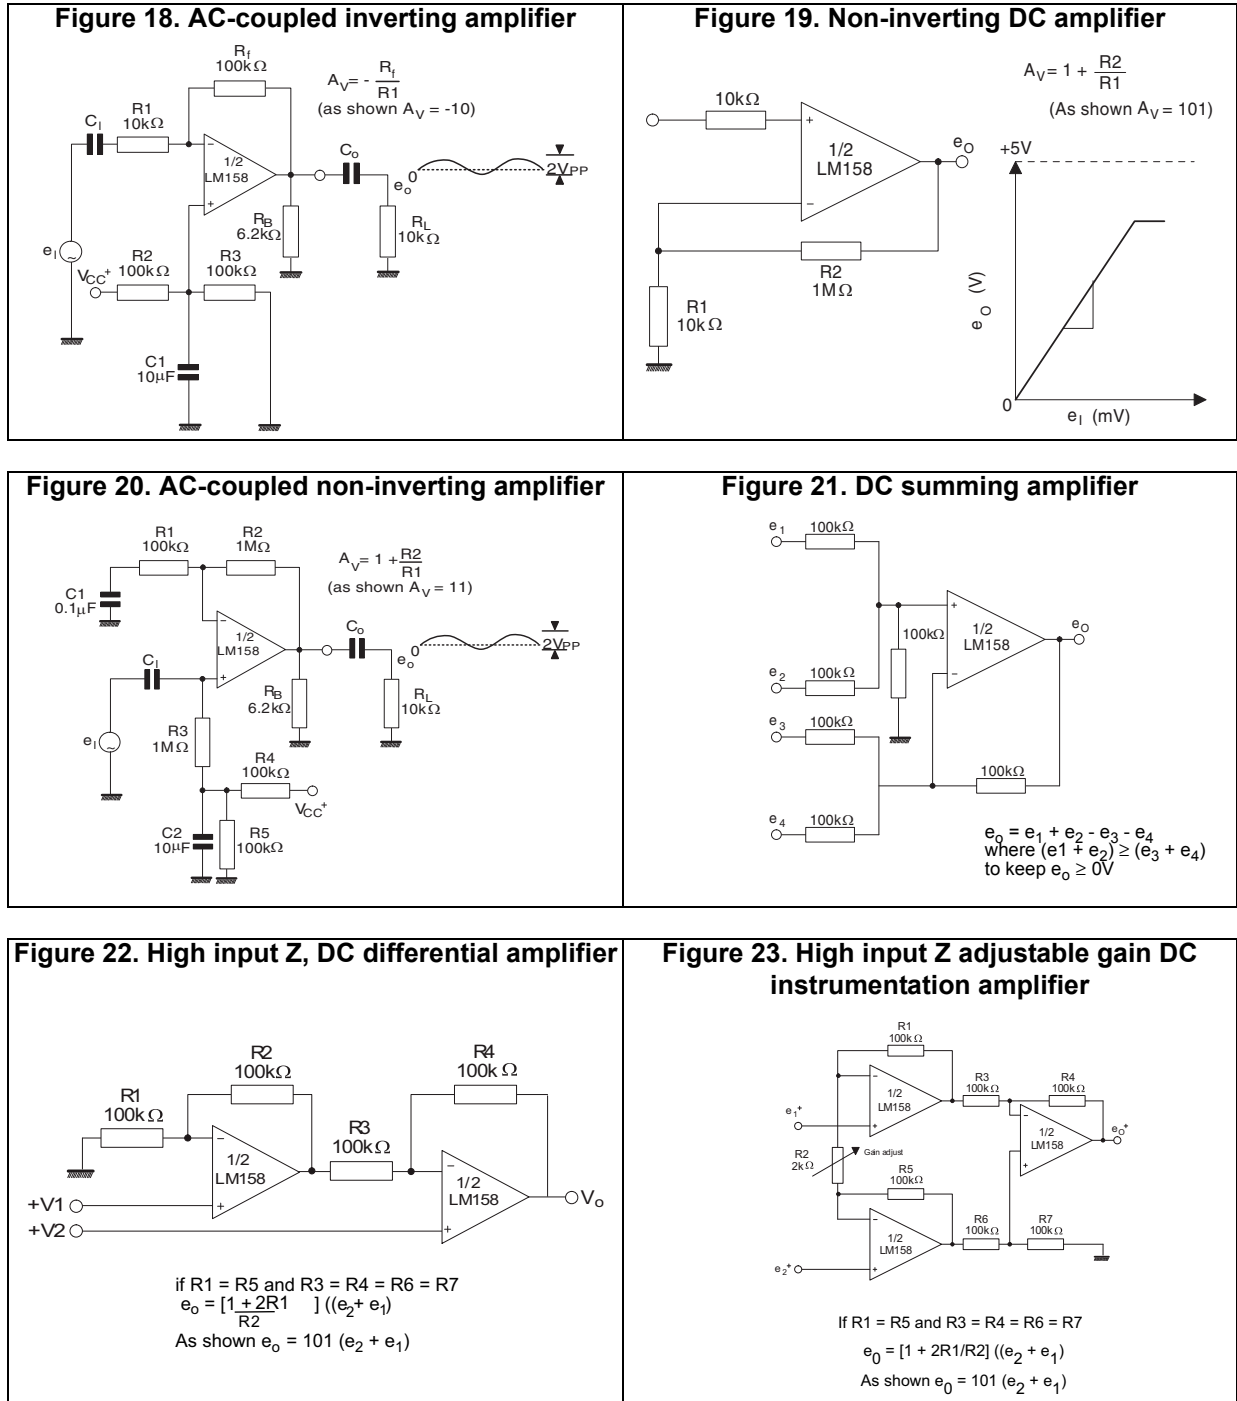 Figure 18. AC-coupled inverting amplifier
Rf
100kΩ
AV= - Rf
R1
(as shown AV = -10)
R1
10kΩ
CI
1/2
LM158
Co
eo
0
2VPP
RB
6.2kΩ
RL
10kΩ
eI
~
R2
100kΩ
R3
100kΩ
VCC+
C1
10µF
Figure 19. Non-inverting DC amplifier
AV = 1 + R2
R1
(As shown AV = 101)
10kΩ
+
-
1/2
LM158
eO
R2
1MΩ
R1
10kΩ
+5V
eO (V)
0
eI (mV)
Figure 20. AC-coupled non-inverting amplifier
R1
100kΩ
R2
1MΩ
AV= 1 +R2
R1
(as shown AV = 11)
C1
0.1µF
1/2
LM158
Co
eo
0
2VPP
CI
RB
6.2kΩ
RL
10kΩ
eI
~
R3
1MΩ
R4
100kΩ
VCC+
C2
10µF
R5
100kΩ
Figure 21. DC summing amplifier
e1
100kΩ
+
-
1/2
LM158
eO
100kΩ
e2
100kΩ
e3
100kΩ
100kΩ
e4
100kΩ
eo = e1 + e2 - e3 - e4
where (e1 + e2) ≥ (e3 + e4)
to keep eo ≥ 0V
Figure 22. High input Z, DC differential amplifier
R1
100kΩ
R2
100kΩ
R3
100kΩ
R4
100kΩ
1/2
LM158
1/2
LM158
+V1
+V2
Vo
if R1 = R5 and R3 = R4 = R6 = R7
eo = [1 + 2R1 ] ((e2+ e1)
R2
As shown eo = 101 (e2 + e1)
Figure 23. High input Z adjustable gain DC
instrumentation amplifier
R1
100kΩ
R3
100kΩ
R4
100kΩ
1/2
LM158
e1+
1/2
LM158
eO+
R2
2kΩ
Gain adjust
R5
100kΩ
1/2
LM158
R6
100kΩ
R7
100kΩ
e2+
If R1 = R5 and R3 = R4 = R6 = R7
e0 = [1 + 2R1/R2] ((e2 + e1)
As shown e0 = 101 (e2 + e1)